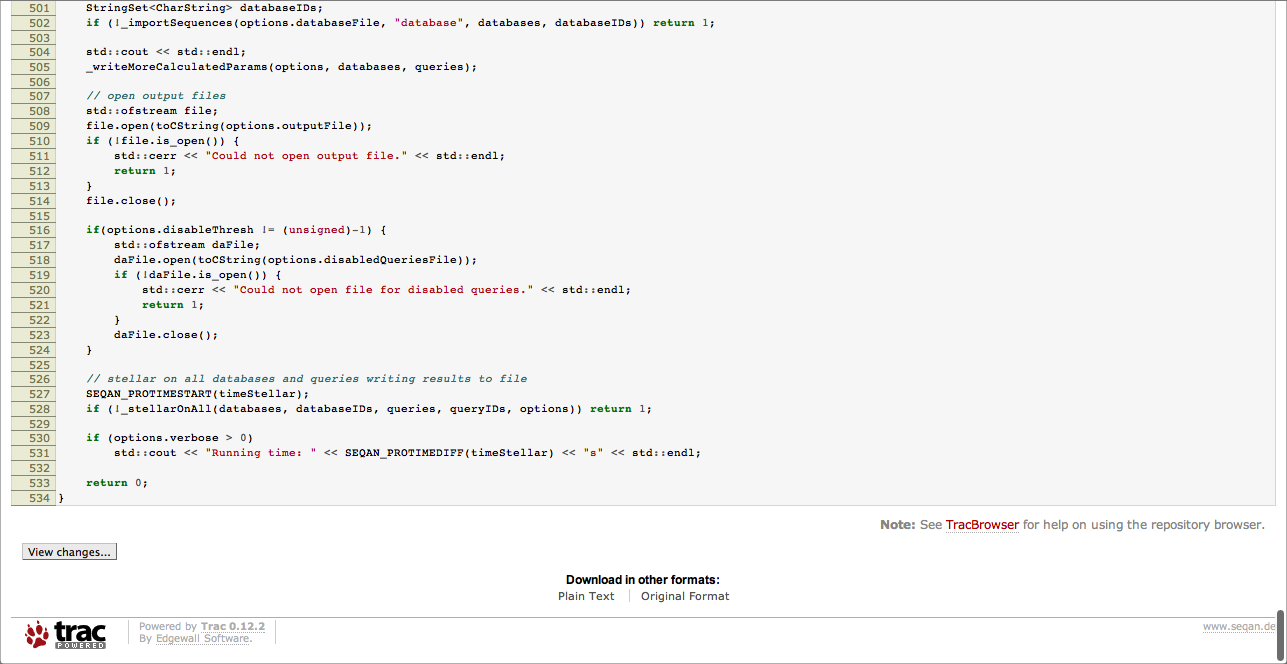 501 StringSet<CharString> databaseIDs;
502 if (!_importSequences(options.databaseFile, "database", databases, databaseIDs)) return 1;
503
504 std::cout << std::endl;
505 _writeMoreCalculatedParams(options, databases, queries);
506
507 // open output files
508 std::ofstream file;
509 file.open(toCString(options.outputFile));
510 if (!file.is_open()) {
511 std::cerr << "Could not open output file." << std::endl;
512 return 1;
513 }
514 file.close();
515
516 if(options.disableThresh != (unsigned)-1) {
517 std::ofstream daFile;
518 daFile.open(toCString(options.disabledQueriesFile));
519 if (!daFile.is_open()) {
520 std::cerr << "Could not open file for disabled queries." << std::endl;
521 return 1;
522 }
523 daFile.close();
524 }
525
526 // stellar on all databases and queries writing results to file
527 SEQAN_PROTIMESTART(timeStellar);
528 if (!_stellarOnAll(databases, databaseIDs, queries, queryIDs, options)) return 1;
529
530 if (options.verbose > 0)
531 std::cout << "Running time: " << SEQAN_PROTIMEDIFF(timeStellar) << "s" << std::endl;
532
533 return 0;
534 }
Note: See TracBrowser for help on using the repository browser.
View changes...
Download in other formats:
Plain Text Original Format
trac POWERED
Powered by Trac 0.12.2
By Edgewall Software.
www.seqan.de